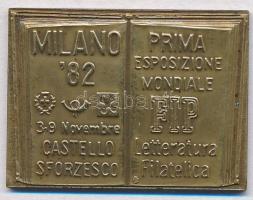 MILANO
'82
3-9 Novembre
CASTELLO
SFORZESCO
PRIMA
ESPOSIZIONE
MONDIALE
FIP
Letteratura
Filatelica